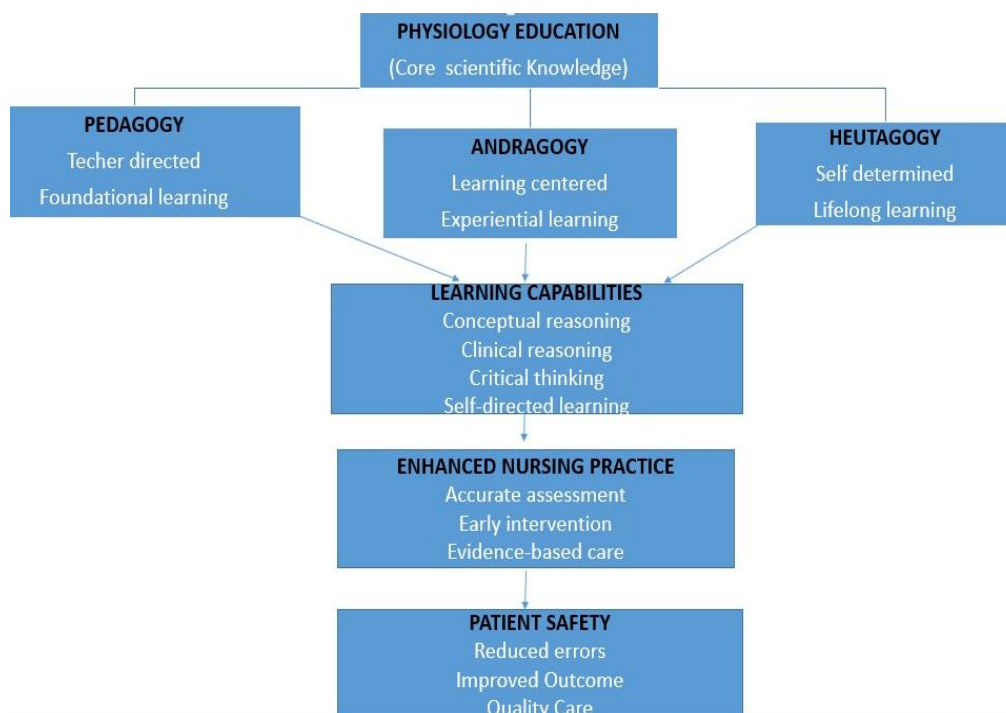 PHYSIOLOGY EDUCATION
(Core scientific Knowledge)
PEDAGOGY
Techer directed
Foundational learning
ANDRAGOGY
Learning centered
Experiential learning
HEUTAGOGY
Self determined
Lifelong learning
LEARNING CAPABILITIES
Conceptual reasoning
Clinical reasoning
Critical thinking
Self-directed learning
ENHANCED NURSING PRACTICE
Accurate assessment
Early intervention
Evidence-based care
PATIENT SAFETY
Reduced errors
Improved Outcome
Quality Care